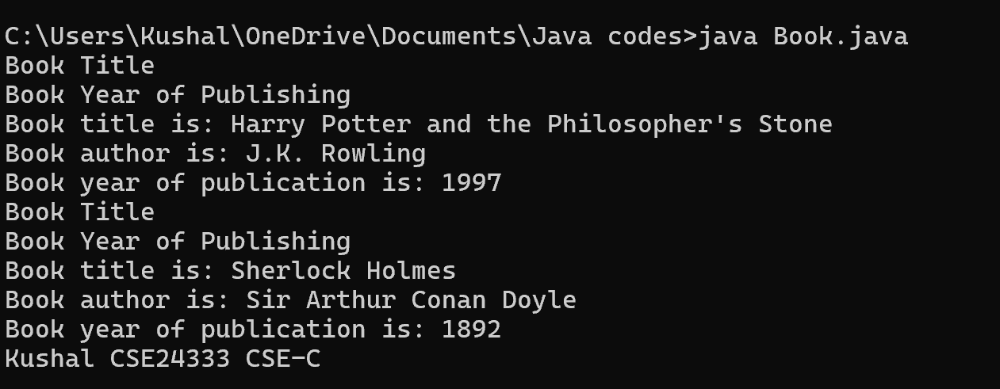 C:\Users\Kushal\OneDrive\Documents\Java codes>java Book.java
Book Title
Book Year of Publishing
Book title is: Harry Potter and the Philosopher's Stone
Book author is: J.K. Rowling
Book year of publication is: 1997
Book Title
Book Year of Publishing
Book title is: Sherlock Holmes
Book author is: Sir Arthur Conan Doyle
Book year of publication is: 1892
Kushal CSE24333 CSE-C